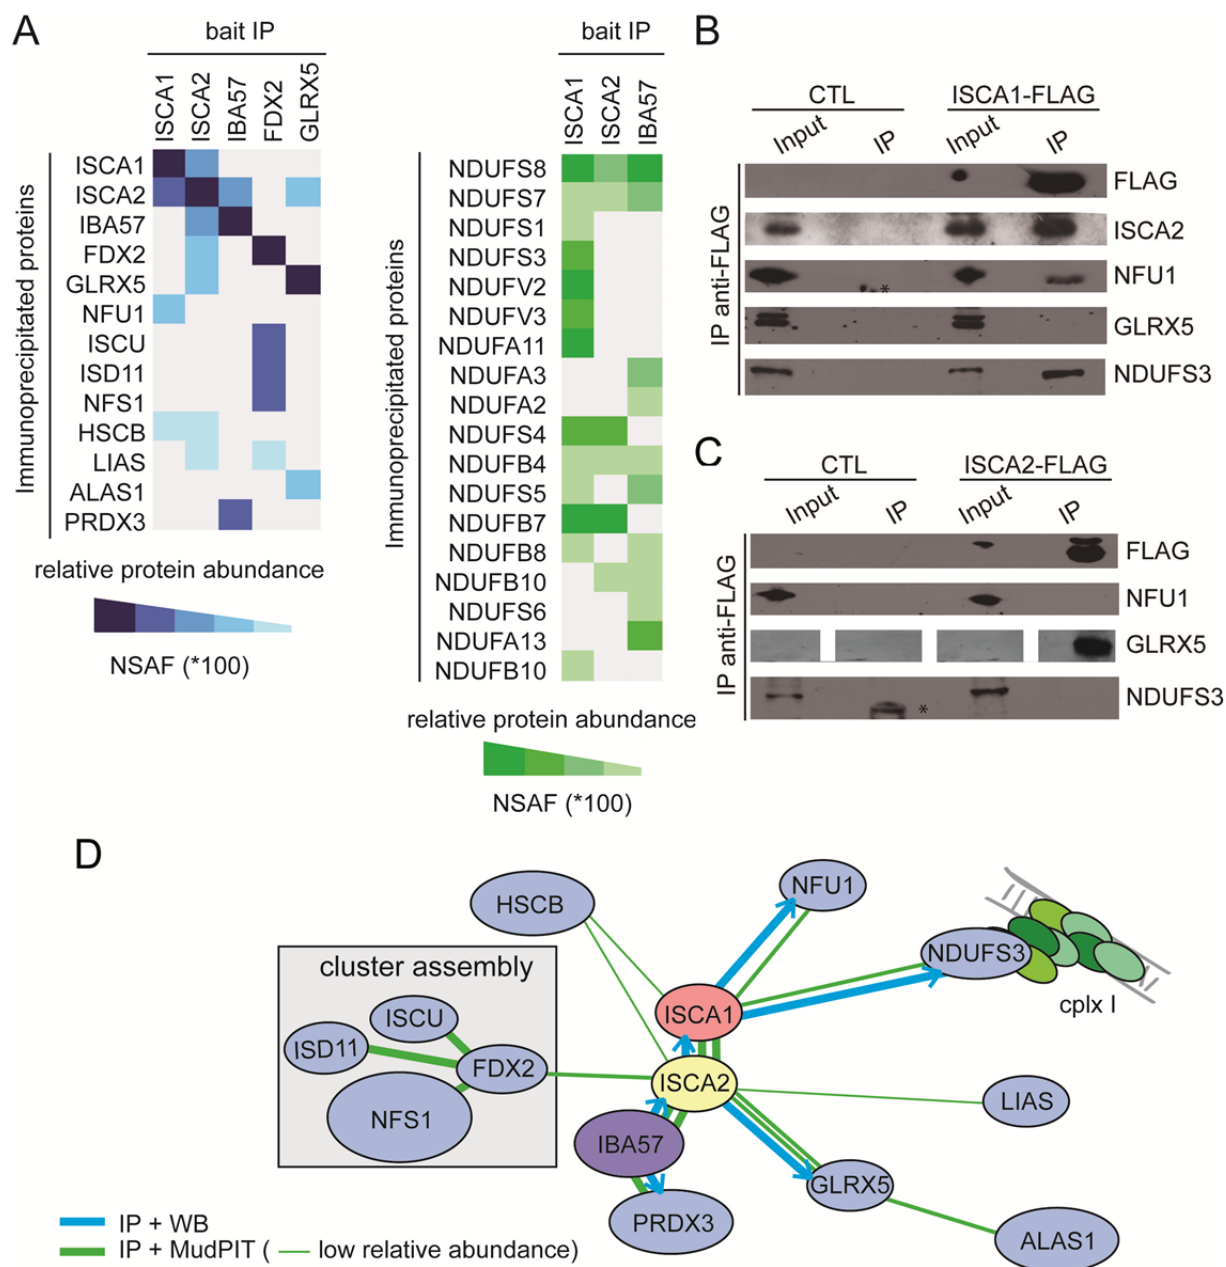 A
bait IP
ISCA1
ISCA2
IBA57
FDX2
GLRX5
Immunoprecipitated proteins
ISCA1
ISCA2
IBA57
FDX2
GLRX5
NFU1
ISCU
ISD11
NFS1
HSCB
LIAS
ALAS1
PRDX3
relative protein abundance
NSAF (*100)
bait IP
ISCA1
ISCA2
IBA57
Immunoprecipitated proteins
NDUFS8
NDUFS7
NDUFS1
NDUFS3
NDUFV2
NDUFV3
NDUFA11
NDUFA3
NDUFA2
NDUFS4
NDUFB4
NDUFS5
NDUFB7
NDUFB8
NDUFB10
NDUFS6
NDUFA13
NDUFB10
relative protein abundance
NSAF (*100)
B
CTL ISCA1-FLAG
Input IP Input IP
IP anti-FLAG
FLAG
ISCA2
NFU1
*
GLRX5
NDUFS3
C
CTL ISCA2-FLAG
Input IP Input IP
IP anti-FLAG
FLAG
NFU1
GLRX5
NDUFS3
*
D
HSCB
NFU1
NDUFS3
cplx I
cluster assembly
ISCU
ISD11
FDX2
NFS1
ISCA1
ISCA2
IBA57
PRDX3
LIAS
GLRX5
ALAS1
IP + WB
IP + MudPIT ( — low relative abundance)